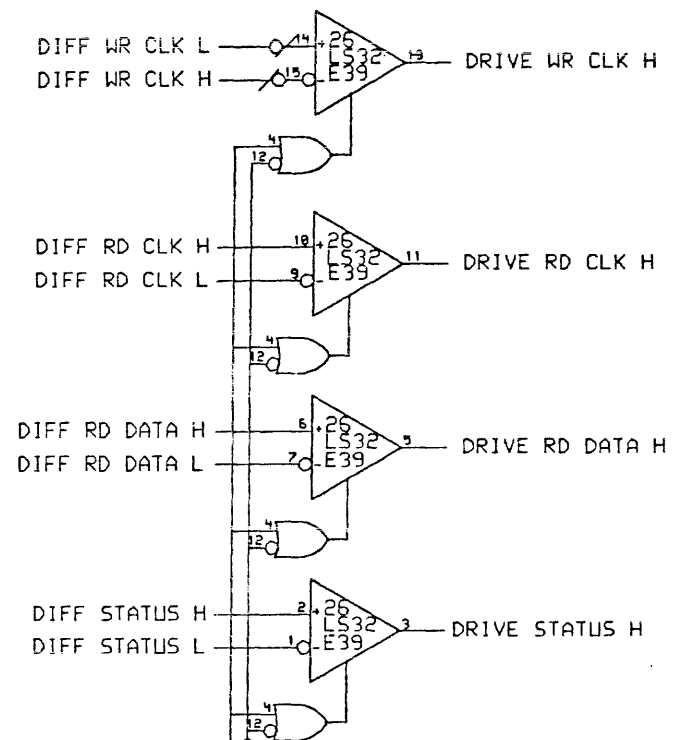 DIFF WR CLK L 14 +26
LS32 13 DRIVE WR CLK H
DIFF WR CLK H 15 - E39
4
12
DIFF RD CLK H 10 +26
LS32 11 DRIVE RD CLK H
DIFF RD CLK L 9 - E39
4
12
DIFF RD DATA H 6 +26
LS32 5 DRIVE RD DATA H
DIFF RD DATA L 7 - E39
4
12
DIFF STATUS H 2 +26
LS32 3 DRIVE STATUS H
DIFF STATUS L 1 - E39
4
12